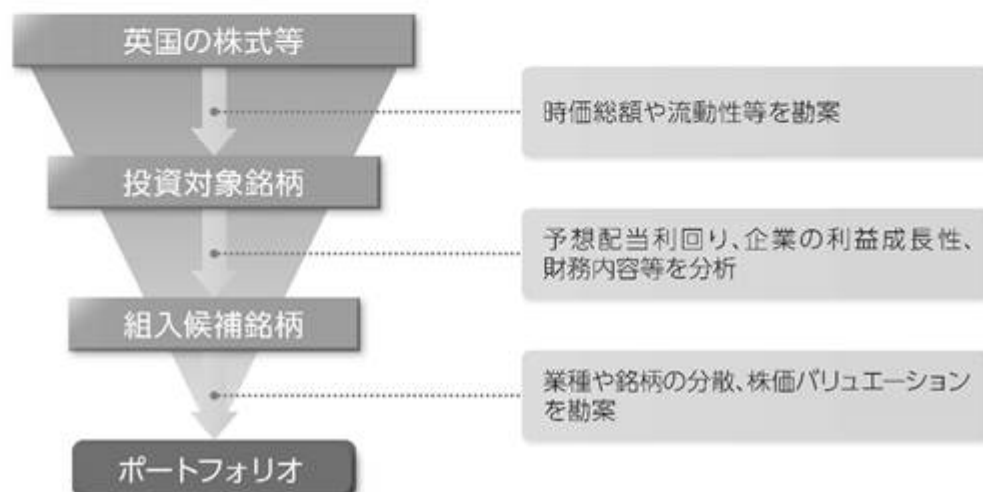 英国の株式等
時価総額や流動性等を勘案
投資対象銘柄
予想配当利回り、企業の利益成長性、
財務内容等を分析
組入候補銘柄
業種や銘柄の分散、株価バリュエーション
を勘案
ポートフォリオ